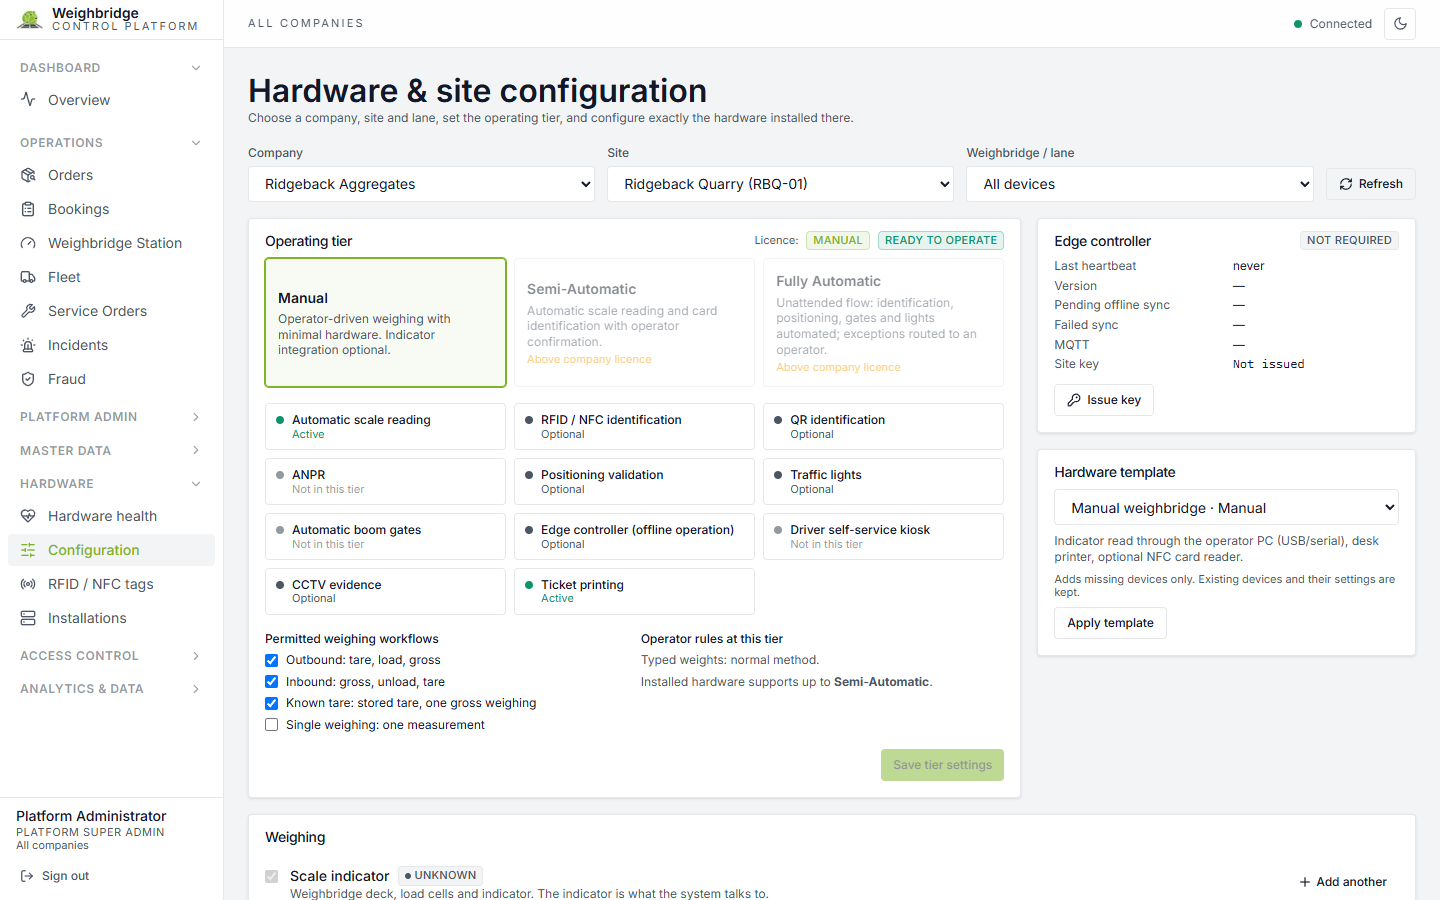 Weighbridge
CONTROL PLATFORM
ALL COMPANIES
Connected
DASHBOARD
Overview
OPERATIONS
Orders
Bookings
Weighbridge Station
Fleet
Service Orders
Incidents
Fraud
PLATFORM ADMIN
MASTER DATA
HARDWARE
Hardware health
Configuration
RFID / NFC tags
Installations
ACCESS CONTROL
ANALYTICS & DATA
Platform Administrator
PLATFORM SUPER ADMIN
All companies
Sign out
Hardware & site configuration
Choose a company, site and lane, set the operating tier, and configure exactly the hardware installed there.
Company
Site
Weighbridge / lane
Ridgeback Aggregates
Ridgeback Quarry (RBQ-01)
All devices
Refresh
Operating tier
Licence:
MANUAL
READY TO OPERATE
Manual
Operator-driven weighing with
minimal hardware. Indicator
integration optional.
Semi-Automatic
Automatic scale reading and card
identification with operator
confirmation.
Above company licence
Fully Automatic
Unattended flow: identification,
positioning, gates and lights
automated; exceptions routed to an
operator.
Above company licence
Automatic scale reading
Active
RFID / NFC identification
Optional
QR identification
Optional
ANPR
Not in this tier
Positioning validation
Optional
Traffic lights
Optional
Automatic boom gates
Not in this tier
Edge controller (offline operation)
Optional
Driver self-service kiosk
Not in this tier
CCTV evidence
Optional
Ticket printing
Active
Permitted weighing workflows
Outbound: tare, load, gross
Inbound: gross, unload, tare
Known tare: stored tare, one gross weighing
Single weighing: one measurement
Operator rules at this tier
Typed weights: normal method.
Installed hardware supports up to Semi-Automatic.
Save tier settings
Edge controller
NOT REQUIRED
Last heartbeat never
Version —
Pending offline sync —
Failed sync —
MQTT —
Site key Not issued
Issue key
Hardware template
Manual weighbridge · Manual
Indicator read through the operator PC (USB/serial), desk
printer, optional NFC card reader.
Adds missing devices only. Existing devices and their settings are
kept.
Apply template
Weighing
Scale indicator
UNKNOWN
Weighbridge deck, load cells and indicator. The indicator is what the system talks to.
Add another